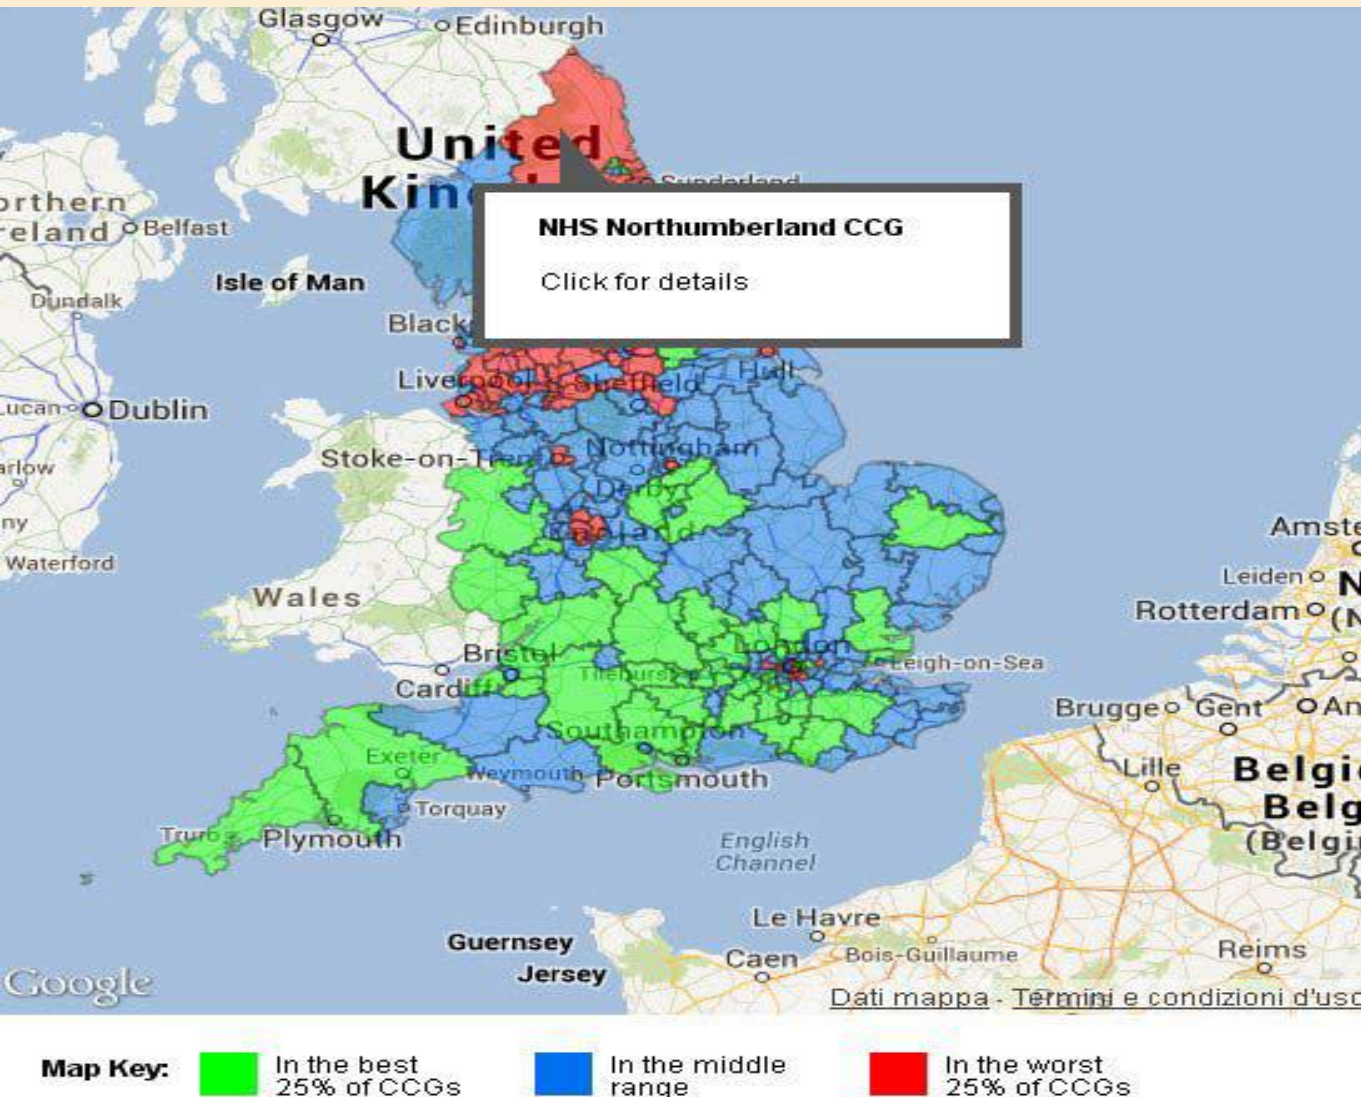 Glasgow
Edinburgh
United
Sunderland
orthern
eland
Belfast
NHS Northumberland CCG
Isle of Man
Click for details
Dundalk
Black
Hull
Liverpool
Sheffield
Lucan
Dublin
Nottingham
Stoke-on-Trent
arlow
Derby
ny
England
Amste
Waterford
Leiden
N
Wales
Rotterdam
(N
Bristol
London
Leigh-on-Sea
Cardiff
Tilehurst
Brugge
Gent
An
Southampton
Exeter
Weymouth
Portsmouth
Lille
Belgi
Torquay
Belg
Truro
Plymouth
English
Channel
(Belgi
Le Havre
Guernsey
Caen
Bois-Guillaume
Reims
Jersey
Google
Dati mappa - Termini e condizioni d'uso
Map Key:
In the best
25% of CCGs
In the middle
range
In the worst
25% of CCGs